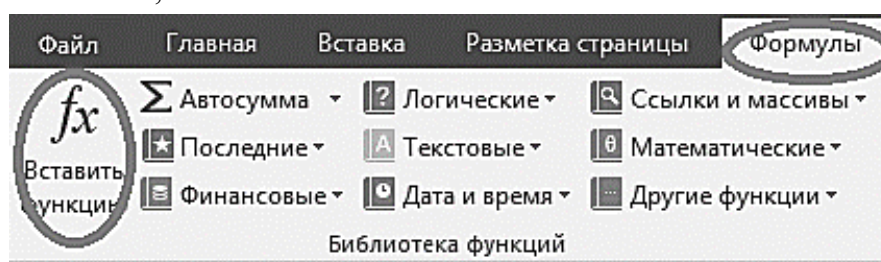 Файл Главная Вставка Разметка страницы Формулы
fx Вставить функцию
Σ Автосумма Логические Ссылки и массивы
Последние Текстовые Математические
Финансовые Дата и время Другие функции
Библиотека функций